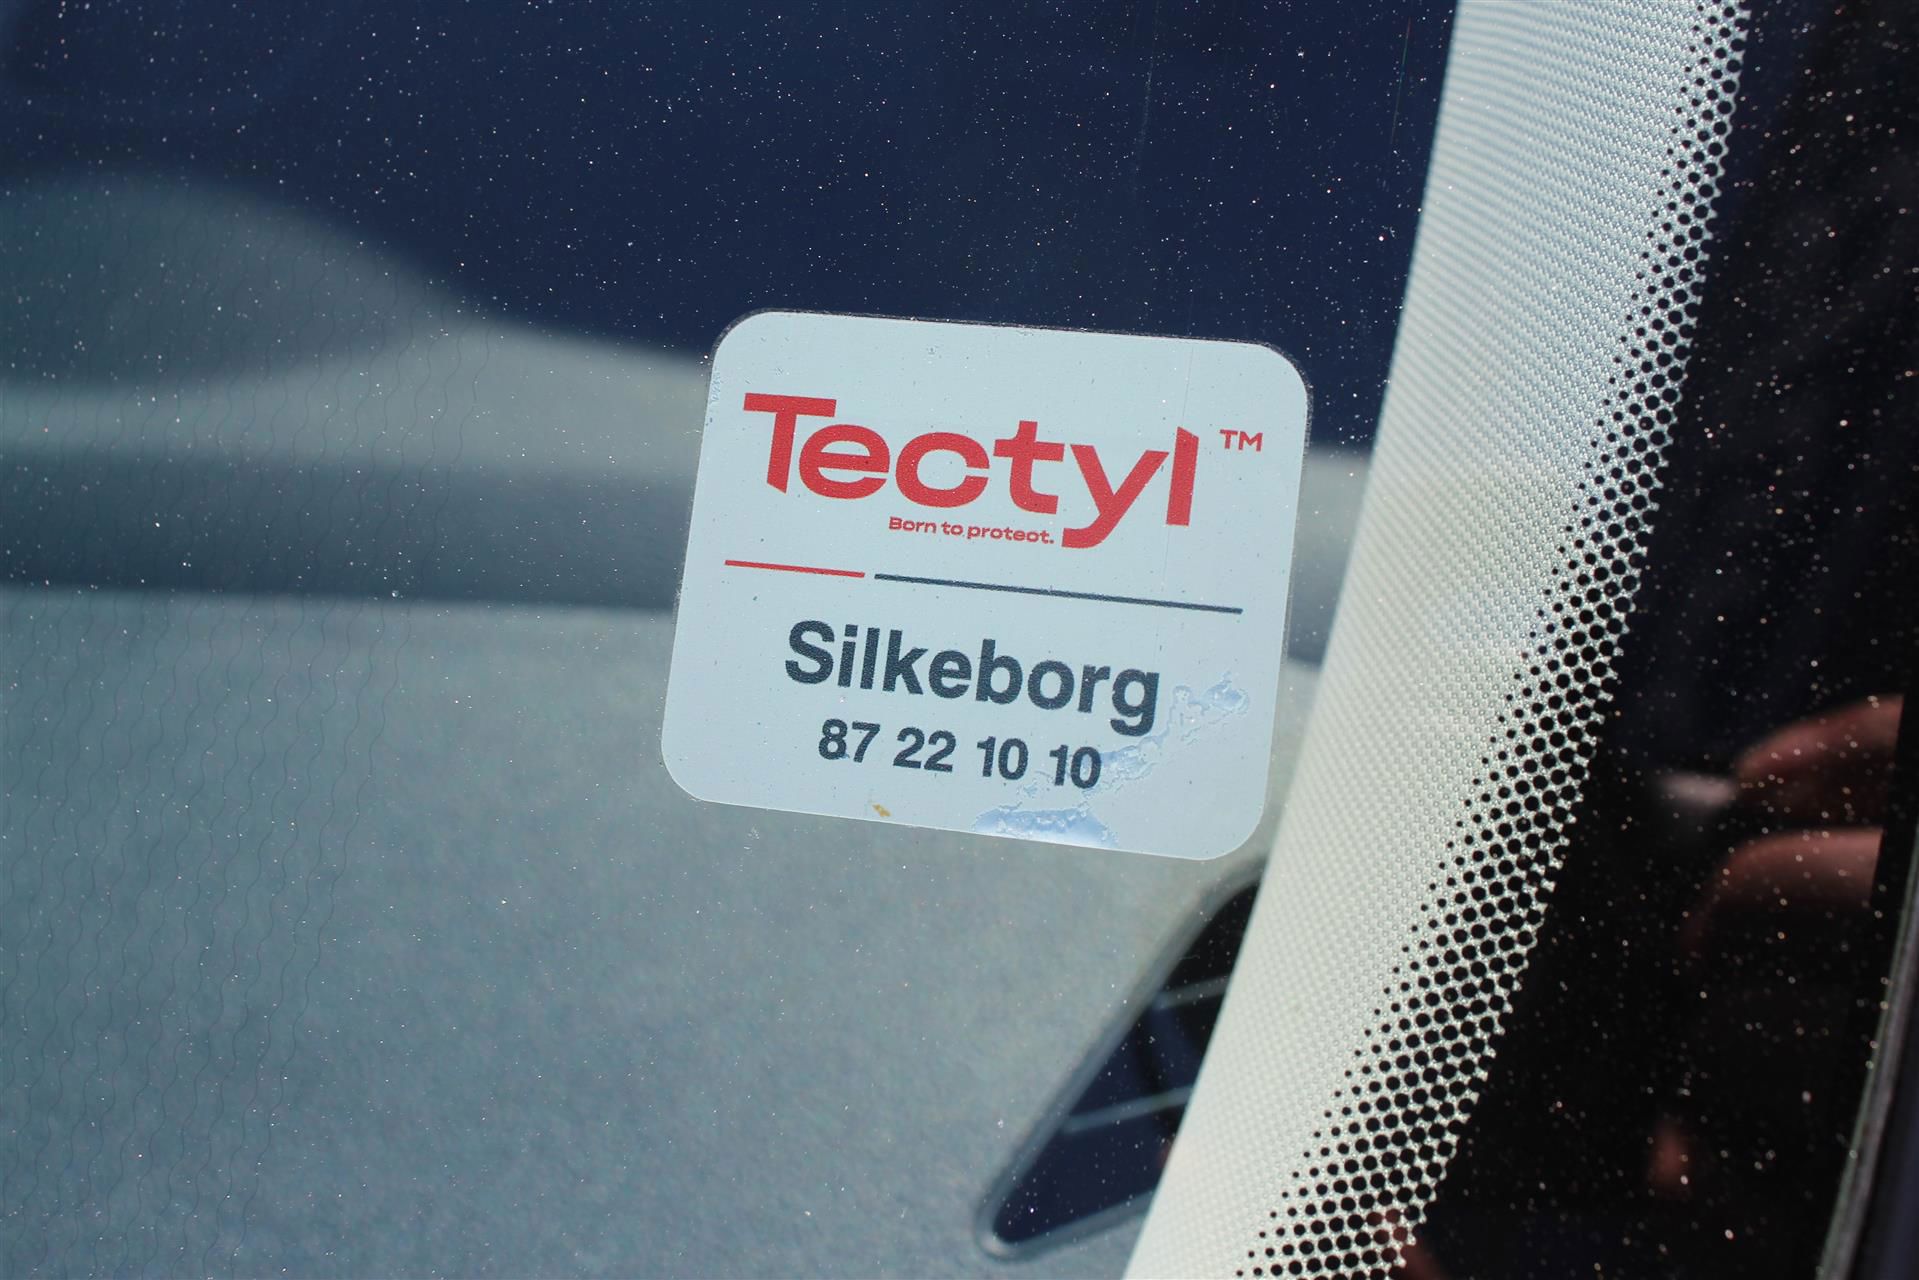 Tectyl™
Born to protect.
Silkeborg
87 22 10 10